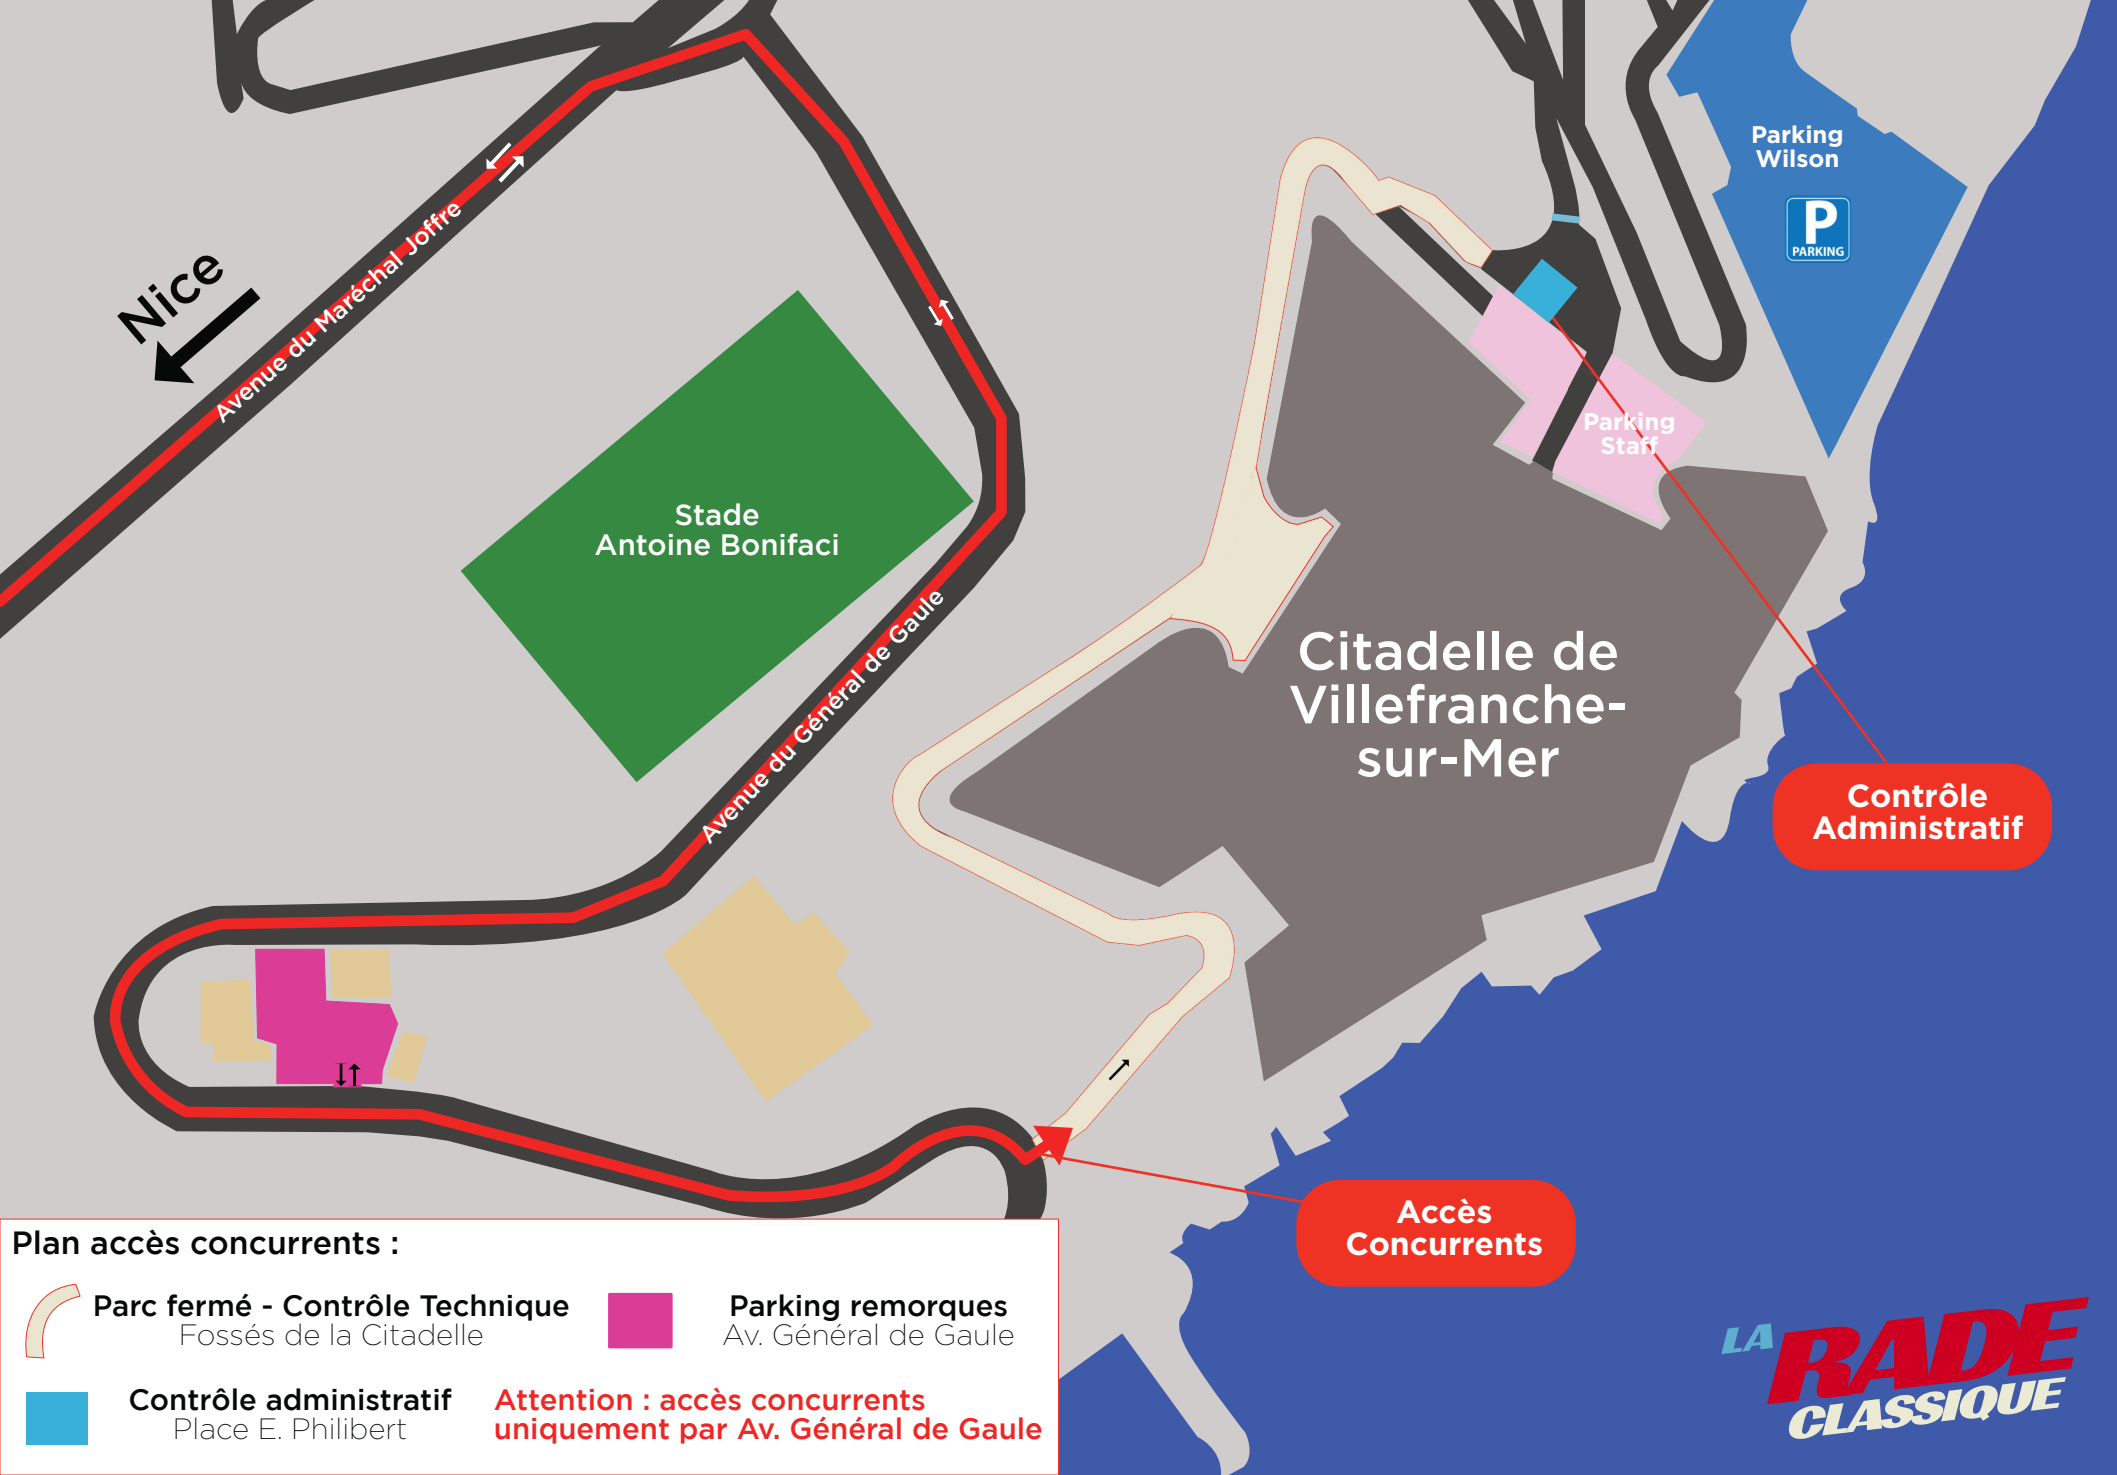 Parking
Wilson
P
PARKING
Avenue du Maréchal Joffre
Nice
Parking
Staff
Stade
Antoine Bonifaci
Avenue du Général de Gaule
Citadelle de
Villefranche-
sur-Mer
Contrôle
Administratif
Accès
Concurrents
Plan accès concurrents :
Parc fermé - Contrôle Technique
Fossés de la Citadelle
Parking remorques
Av. Général de Gaule
Contrôle administratif
Place E. Philibert
Attention : accès concurrents
uniquement par Av. Général de Gaule
LA RADE
CLASSIQUE